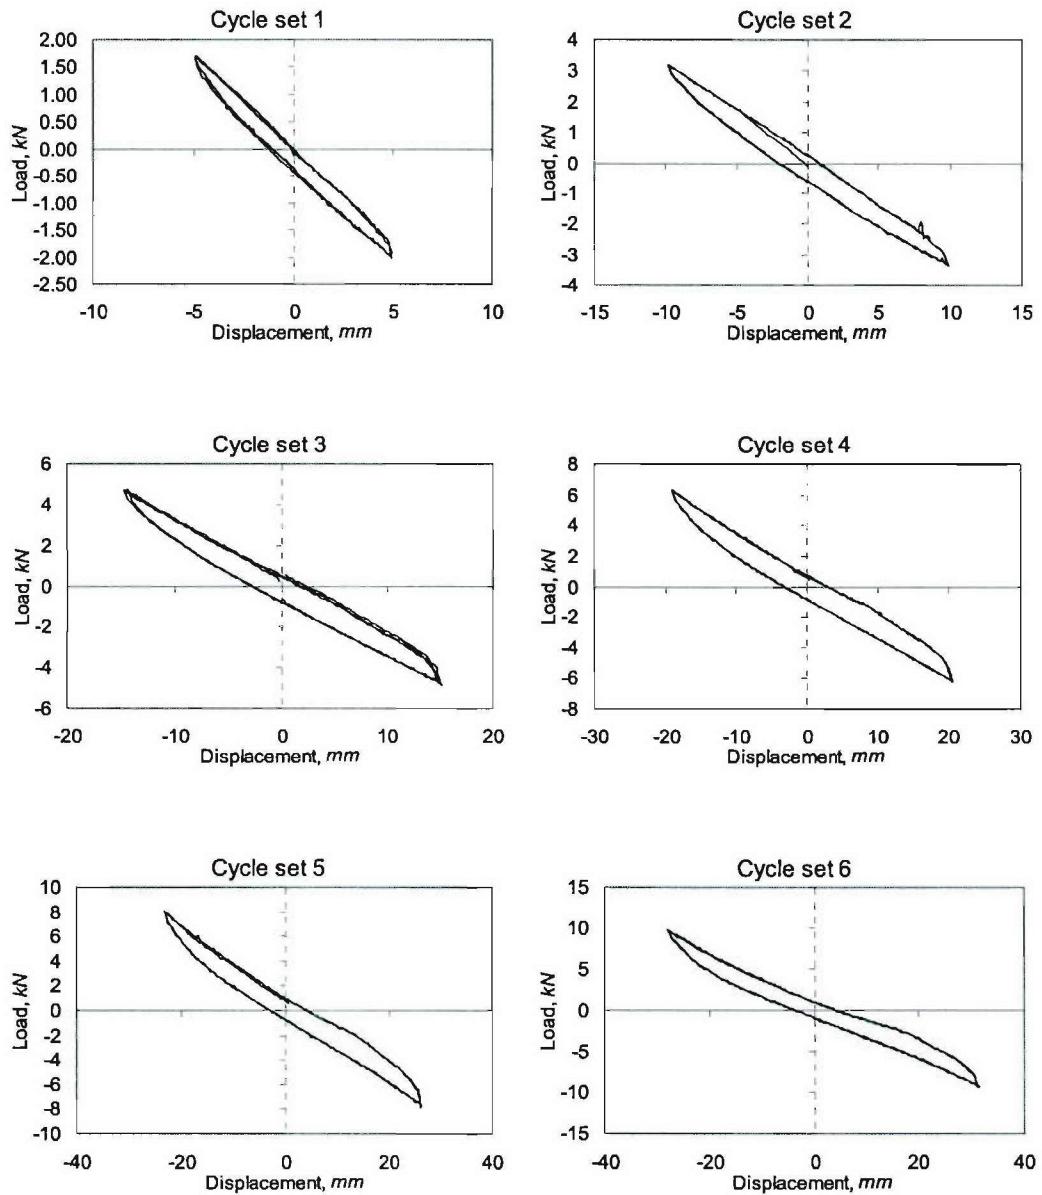 Cycle set 1
2.00
1.50
1.00
0.50
0.00
-0.50
-1.00
-1.50
-2.00
-2.50
Load, kN
-10 -5 0 5 10
Displacement, mm
Cycle set 2
4
3
2
1
0
-1
-2
-3
-4
Load, kN
-15 -10 -5 0 5 10 15
Displacement, mm
Cycle set 3
6
4
2
0
-2
-4
-6
Load, kN
-20 -10 0 10 20
Displacement, mm
Cycle set 4
8
6
4
2
0
-2
-4
-6
-8
Load, kN
-30 -20 -10 0 10 20 30
Displacement, mm
Cycle set 5
10
8
6
4
2
0
-2
-4
-6
-8
-10
Load, kN
-40 -20 0 20 40
Displacement, mm
Cycle set 6
15
10
5
0
-5
-10
-15
Load, kN
-40 -20 0 20 40
Displacement, mm